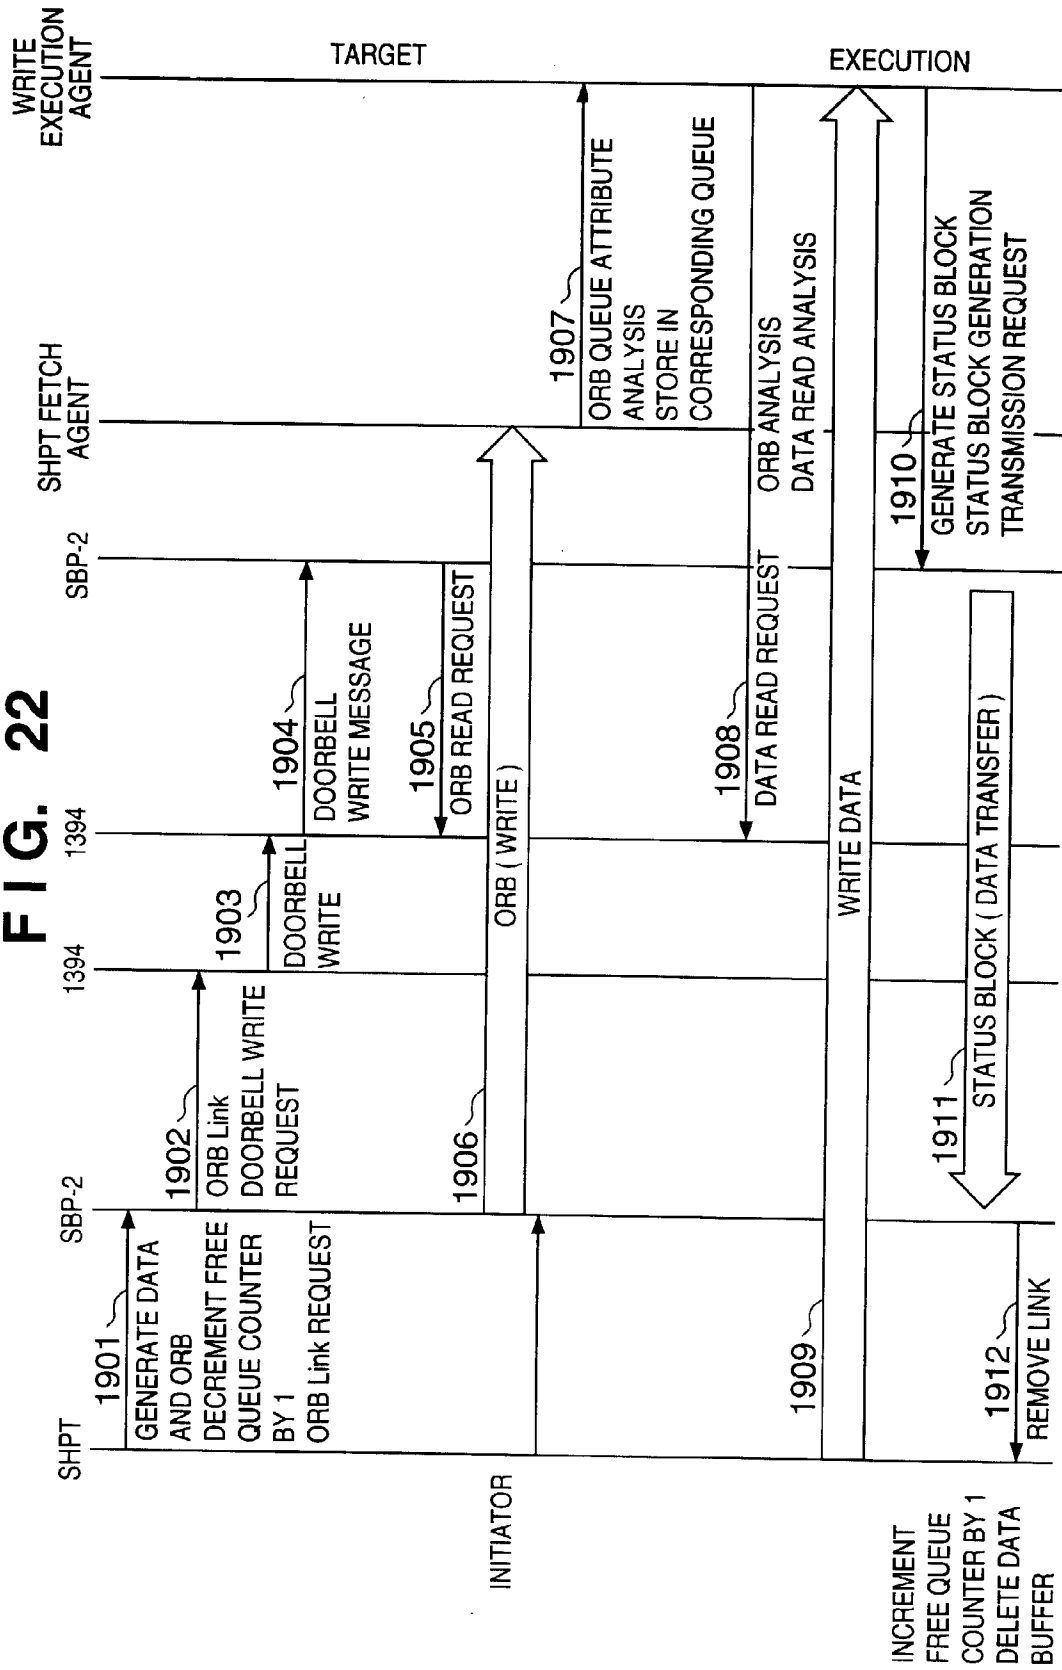 FIG. 22
SHPT
SBP-2
1394
1394
SBP-2
SHPT FETCH
AGENT
WRITE
EXECUTION
AGENT
1901
GENERATE DATA
AND ORB
DECREMENT FREE
QUEUE COUNTER
BY 1
ORB Link REQUEST
1902
ORB Link
DOORBELL WRITE
REQUEST
1903
DOORBELL
WRITE
1904
DOORBELL
WRITE MESSAGE
TARGET
1905
ORB READ REQUEST
INITIATOR
1906
ORB ( WRITE )
1907
ORB QUEUE ATTRIBUTE
ANALYSIS
STORE IN
CORRESPONDING QUEUE
1908
DATA READ REQUEST
ORB ANALYSIS
DATA READ ANALYSIS
1909
WRITE DATA
EXECUTION
1910
GENERATE STATUS BLOCK
STATUS BLOCK GENERATION
TRANSMISSION REQUEST
1911
STATUS BLOCK ( DATA TRANSFER )
1912
REMOVE LINK
INCREMENT
FREE QUEUE
COUNTER BY 1
DELETE DATA
BUFFER